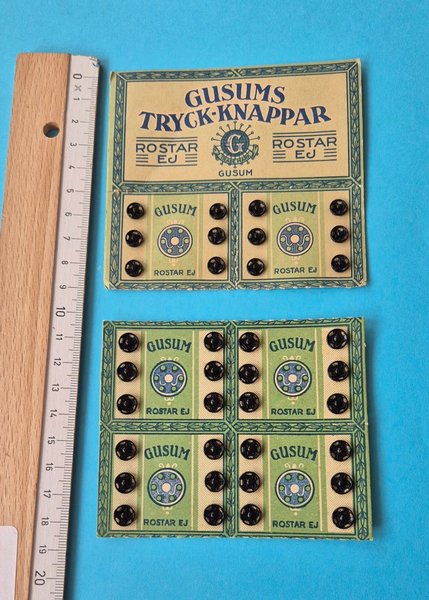 GUSUMS
TRYCK-KNAPPAR
ROSTAR
EJ
G
ROSTAR
EJ
GUSUM
GUSUM
ROSTAR EJ
GUSUM
ROSTAR EJ
GUSUM
ROSTAR EJ
GUSUM
ROSTAR EJ
GUSUM
ROSTAR EJ
GUSUM
ROSTAR EJ
0
1
2
3
4
5
6
7
8
9
10
11
12
13
14
15
16
17
18
19
20